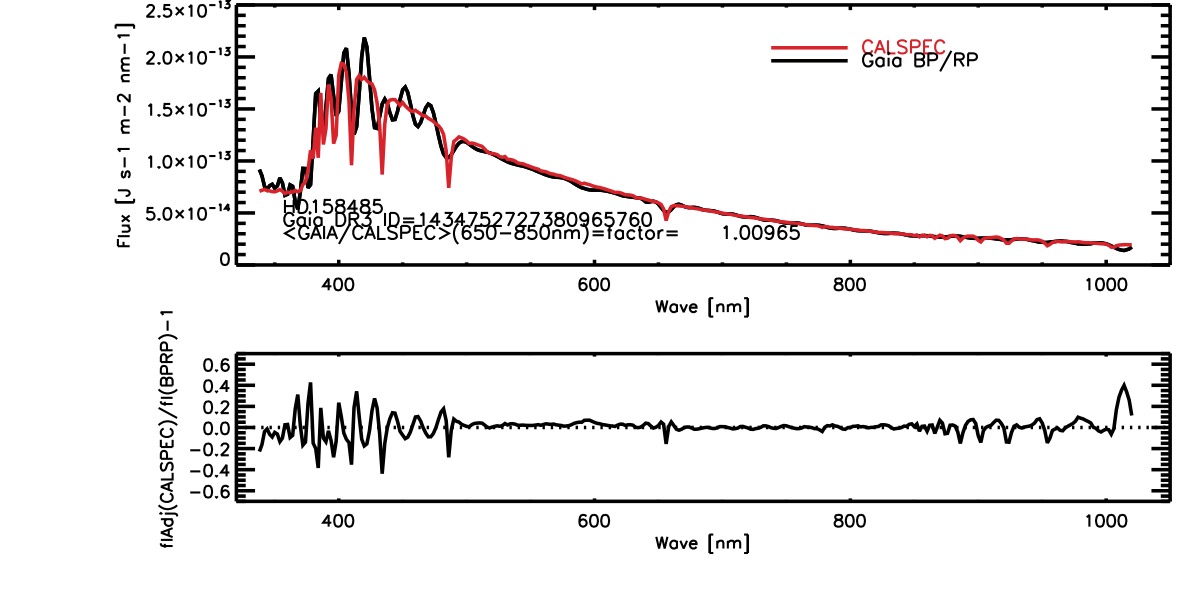 2.5×10⁻¹³
2.0×10⁻¹³
1.5×10⁻¹³
1.0×10⁻¹³
5.0×10⁻¹⁴
0
Flux [J s−1 m−2 nm−1]
CALSPEC
Gaia BP/RP
HD158485
Gaia DR3 ID=1434752727380965760
<GAIA/CALSPEC>(650−850nm)=factor= 1.00965
400 600 800 1000
Wave [nm]
0.6
0.4
0.2
0.0
−0.2
−0.4
−0.6
flAdj(CALSPEC)/fl(BPRP)−1
400 600 800 1000
Wave [nm]